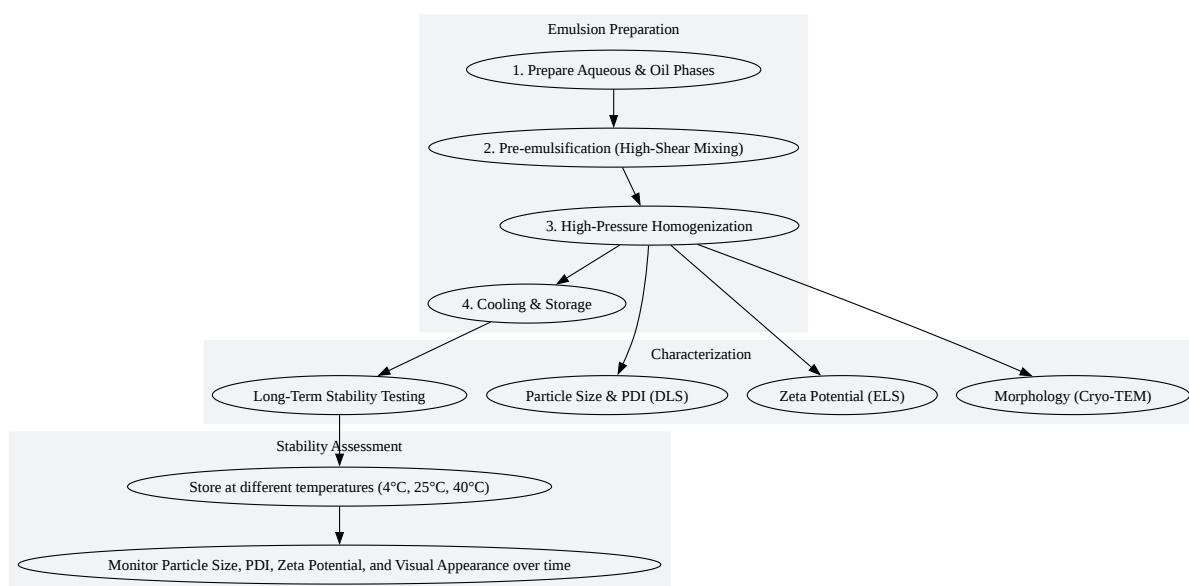 Emulsion Preparation
1. Prepare Aqueous & Oil Phases
2. Pre-emulsification (High-Shear Mixing)
3. High-Pressure Homogenization
4. Cooling & Storage
Characterization
Long-Term Stability Testing
Particle Size & PDI (DLS)
Zeta Potential (ELS)
Morphology (Cryo-TEM)
Stability Assessment
Store at different temperatures (4°C, 25°C, 40°C)
Monitor Particle Size, PDI, Zeta Potential, and Visual Appearance over time